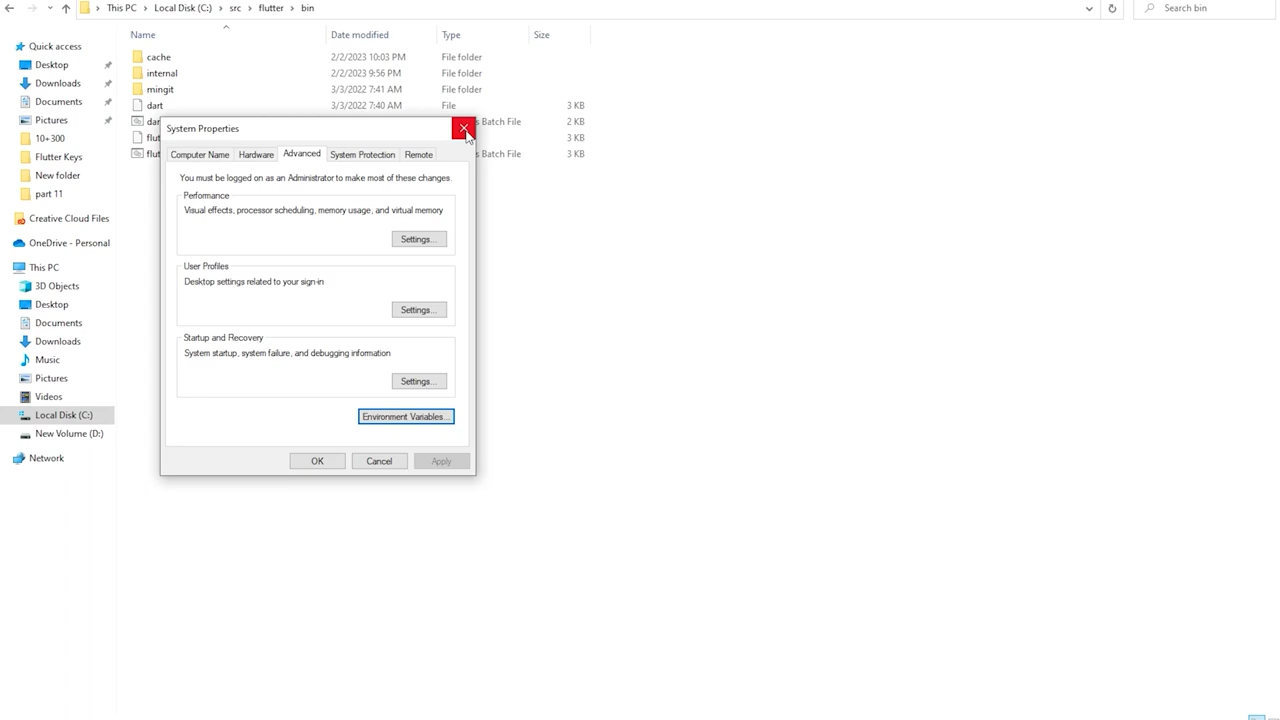 This PC > Local Disk (C:) > src > flutter > bin
Search bin
Name Date modified Type Size
Quick access
Desktop
Downloads
Documents
Pictures
10+300
Flutter Keys
New folder
part 11
Creative Cloud Files
OneDrive - Personal
This PC
3D Objects
Desktop
Documents
Downloads
Music
Pictures
Videos
Local Disk (C:)
New Volume (D:)
Network
cache 2/2/2023 10:03 PM File folder
internal 2/2/2023 9:56 PM File folder
mingit 3/3/2022 7:41 AM File folder
dart 3/3/2022 7:40 AM File 3 KB
dar s Batch File 2 KB
flut 3 KB
flut s Batch File 3 KB
System Properties
Computer Name Hardware Advanced System Protection Remote
You must be logged on as an Administrator to make most of these changes.
Performance
Visual effects, processor scheduling, memory usage, and virtual memory
Settings...
User Profiles
Desktop settings related to your sign-in
Settings...
Startup and Recovery
System startup, system failure, and debugging information
Settings...
Environment Variables...
OK Cancel Apply